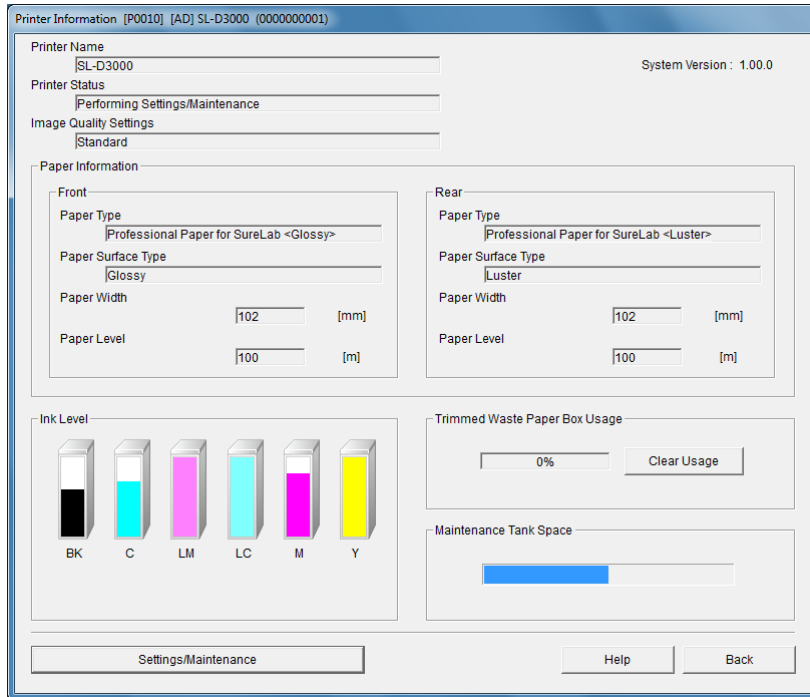 Printer Information [P0010] [AD] SL-D3000 (0000000001)
Printer Name
SL-D3000
System Version : 1.00.0
Printer Status
Performing Settings/Maintenance
Image Quality Settings
Standard
Paper Information
Front
Paper Type
Professional Paper for SureLab <Glossy>
Paper Surface Type
Glossy
Paper Width
102 [mm]
Paper Level
100 [m]
Rear
Paper Type
Professional Paper for SureLab <Luster>
Paper Surface Type
Luster
Paper Width
102 [mm]
Paper Level
100 [m]
Ink Level
BK C LM LC M Y
Trimmed Waste Paper Box Usage
0% Clear Usage
Maintenance Tank Space
Settings/Maintenance Help Back